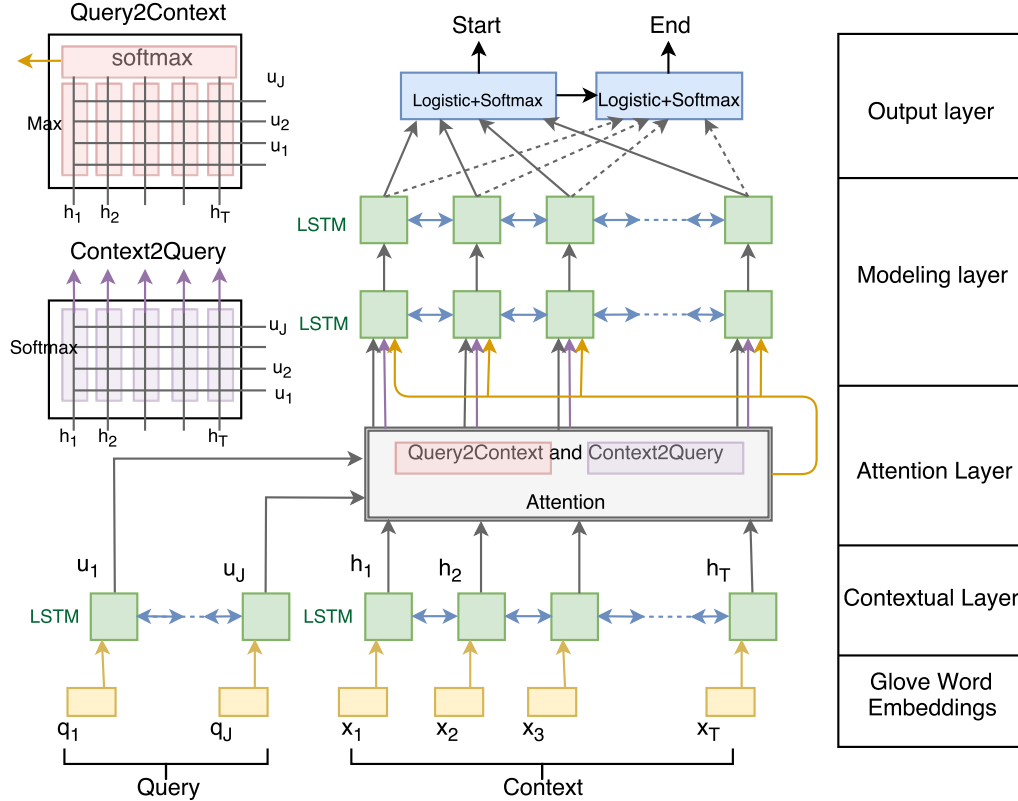 Query2Context
softmax
Max
u_J
u_2
u_1
h_1 h_2 h_T
Context2Query
Softmax
u_J
u_2
u_1
h_1 h_2 h_T
Start End
Logistic+Softmax Logistic+Softmax
LSTM
LSTM
Query2Context and Context2Query
Attention
u_1 u_J h_1 h_2 h_T
LSTM LSTM
q_1 q_J x_1 x_2 x_3 x_T
Query Context
Output layer
Modeling layer
Attention Layer
Contextual Layer
Glove Word
Embeddings